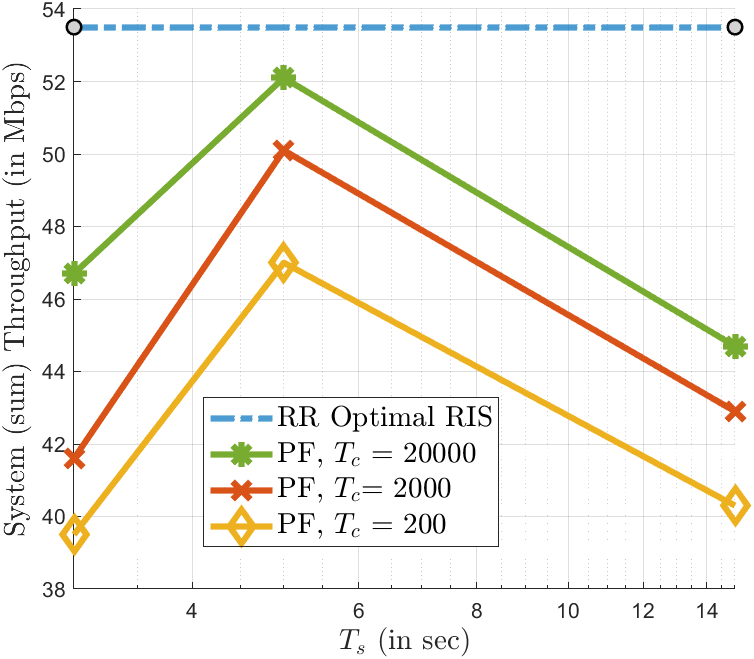 System (sum) Throughput (in Mbps)
54
52
50
48
46
44
42
40
38
RR Optimal RIS
PF, T_c = 20000
PF, T_c= 2000
PF, T_c = 200
4 6 8 10 12 14
T_s (in sec)